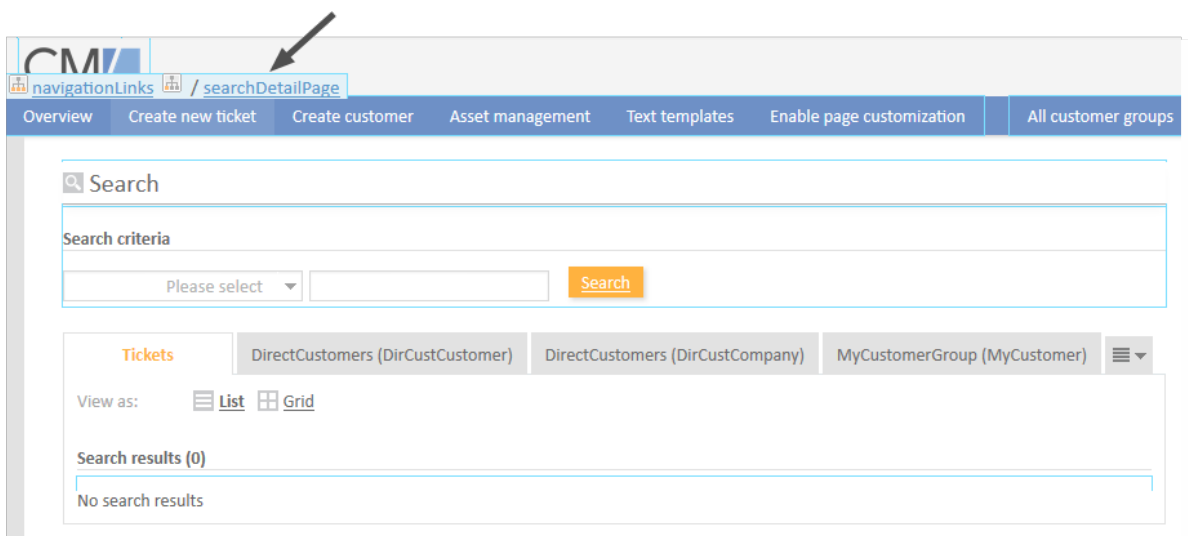 CM/
navigationLinks / searchDetailPage
Overview Create new ticket Create customer Asset management Text templates Enable page customization All customer groups
Search
Search criteria
Please select Search
Tickets DirectCustomers (DirCustCustomer) DirectCustomers (DirCustCompany) MyCustomerGroup (MyCustomer)
View as: List Grid
Search results (0)
No search results